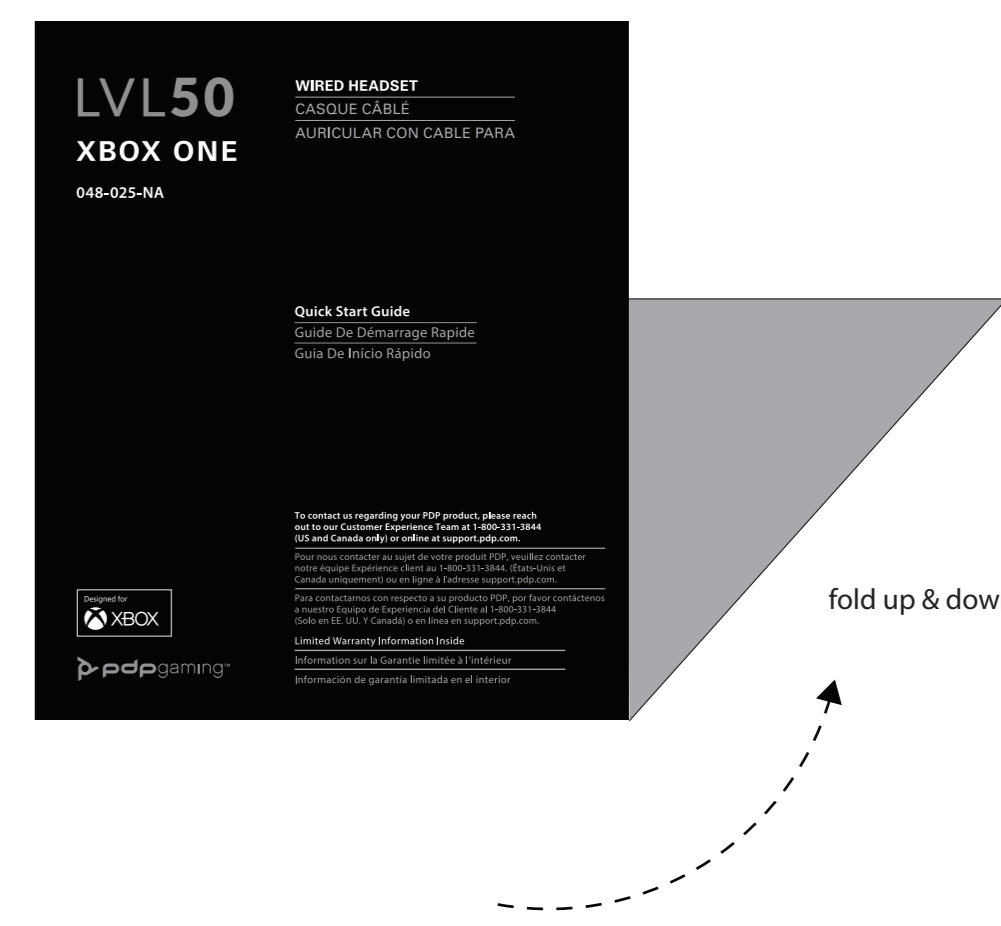 LVL50
XBOX ONE
048-025-NA
WIRED HEADSET
CASQUE CÂBLÉ
AURICULAR CON CABLE PARA
Quick Start Guide
Guide De Démarrage Rapide
Guia De Início Rápido
To contact us regarding your PDP product, please reach
out to our Customer Experience Team at 1-800-331-3844
(US and Canada only) or online at support.pdp.com.
Pour nous contacter au sujet de votre produit PDP, veuillez contacter
notre équipe Expérience client au 1-800-331-3844. (États-Unis et
Canada uniquement) ou en ligne à l'adresse support.pdp.com.
Para contactarnos con respecto a su producto PDP, por favor contáctenos
a nuestro Equipo de Experiencia del Cliente al 1-800-331-3844
(Solo en EE. UU. Y Canadá) o en línea en support.pdp.com.
Limited Warranty Information Inside
Information sur la Garantie limitée à l'intérieur
Información de garantía limitada en el interior
Designed for
XBOX
pdpgaming™
fold up & dow